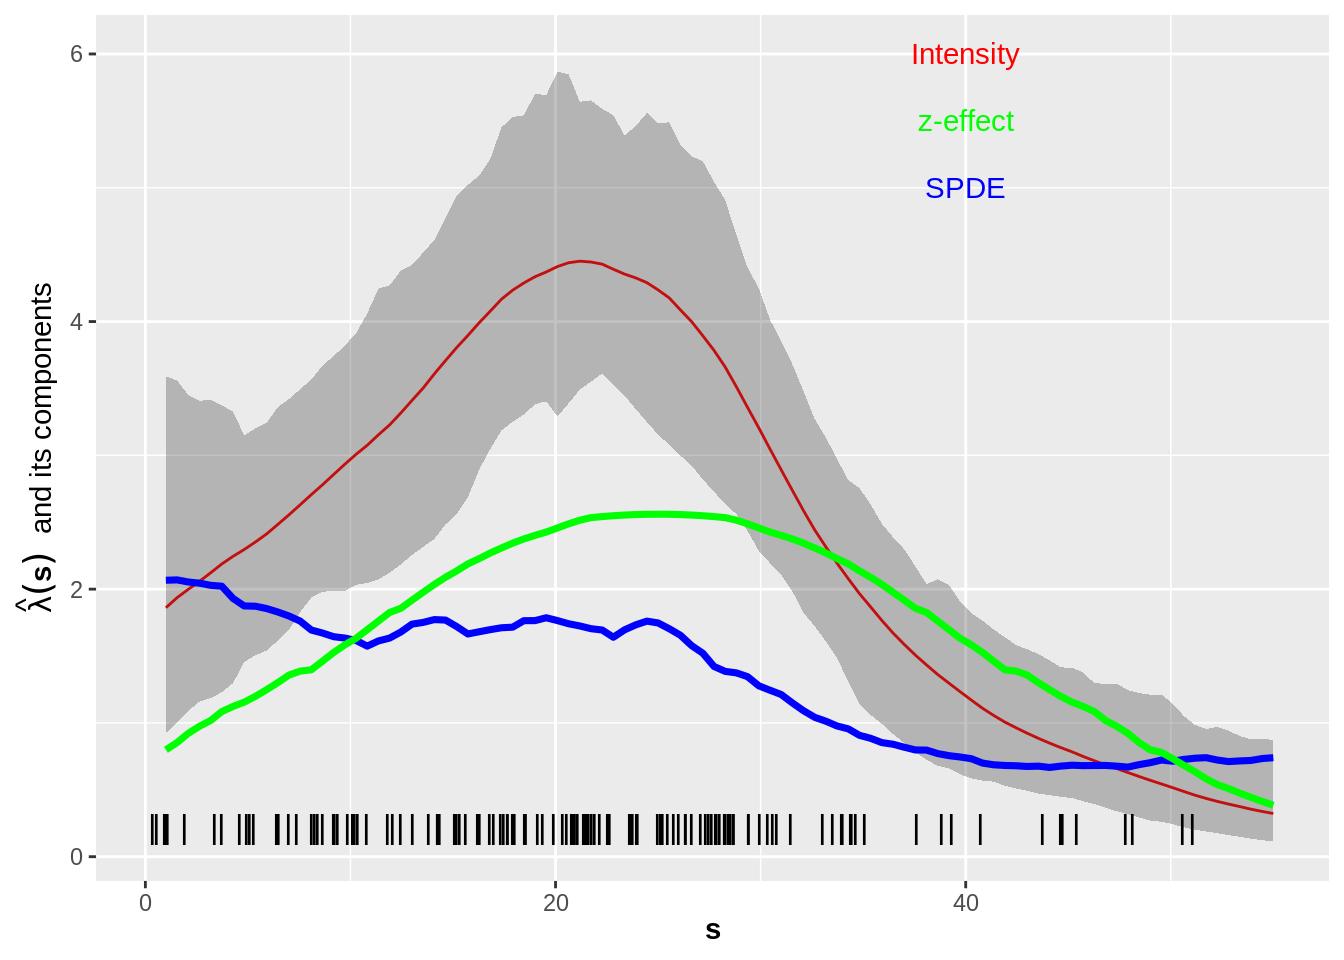 Intensity
z-effect
SPDE
6
4
2
0
0 20 40
s
λ̂(s) and its components